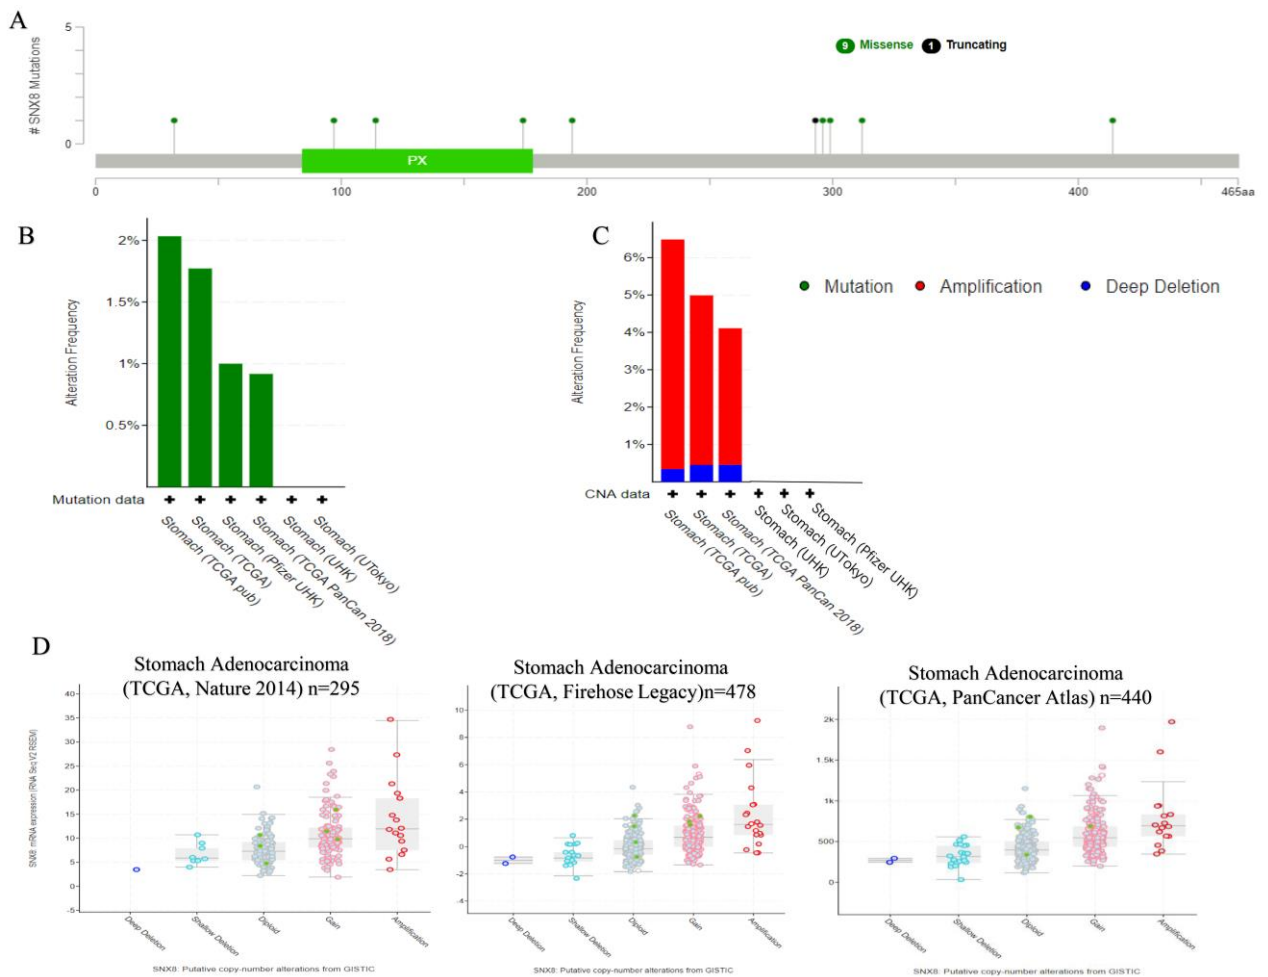 A
5
0
# SNX8 Mutations
9 Missense 1 Truncating
PX
0 100 200 300 400 465aa
B
2%
1.5%
1%
0.5%
Alteration Frequency
Mutation data + + + + + +
Stomach (TCGA pub)
Stomach (TCGA)
Stomach (Pfizer UHK)
Stomach (TCGA PanCan 2018)
Stomach (UHK)
Stomach (UTokyo)
C
6%
5%
4%
3%
2%
1%
Alteration Frequency
Mutation Amplification Deep Deletion
CNA data + + + + + +
Stomach (TCGA pub)
Stomach (TCGA)
Stomach (TCGA PanCan 2018)
Stomach (UHK)
Stomach (UTokyo)
Stomach (Pfizer UHK)
D
Stomach Adenocarcinoma
(TCGA, Nature 2014) n=295
40
35
30
25
20
15
10
5
0
-5
SNX8: mRNA expression (RNA Seq V2 RSEM)
Deep Deletion
Shallow Deletion
Diploid
Gain
Amplification
SNX8: Putative copy-number alterations from GISTIC
Stomach Adenocarcinoma
(TCGA, Firehose Legacy)n=478
10
8
6
4
2
0
-2
-4
Deep Deletion
Shallow Deletion
Diploid
Gain
Amplification
SNX8: Putative copy-number alterations from GISTIC
Stomach Adenocarcinoma
(TCGA, PanCancer Atlas) n=440
2k
1.5k
1k
500
0
Deep Deletion
Shallow Deletion
Diploid
Gain
Amplification
SNX8: Putative copy-number alterations from GISTIC